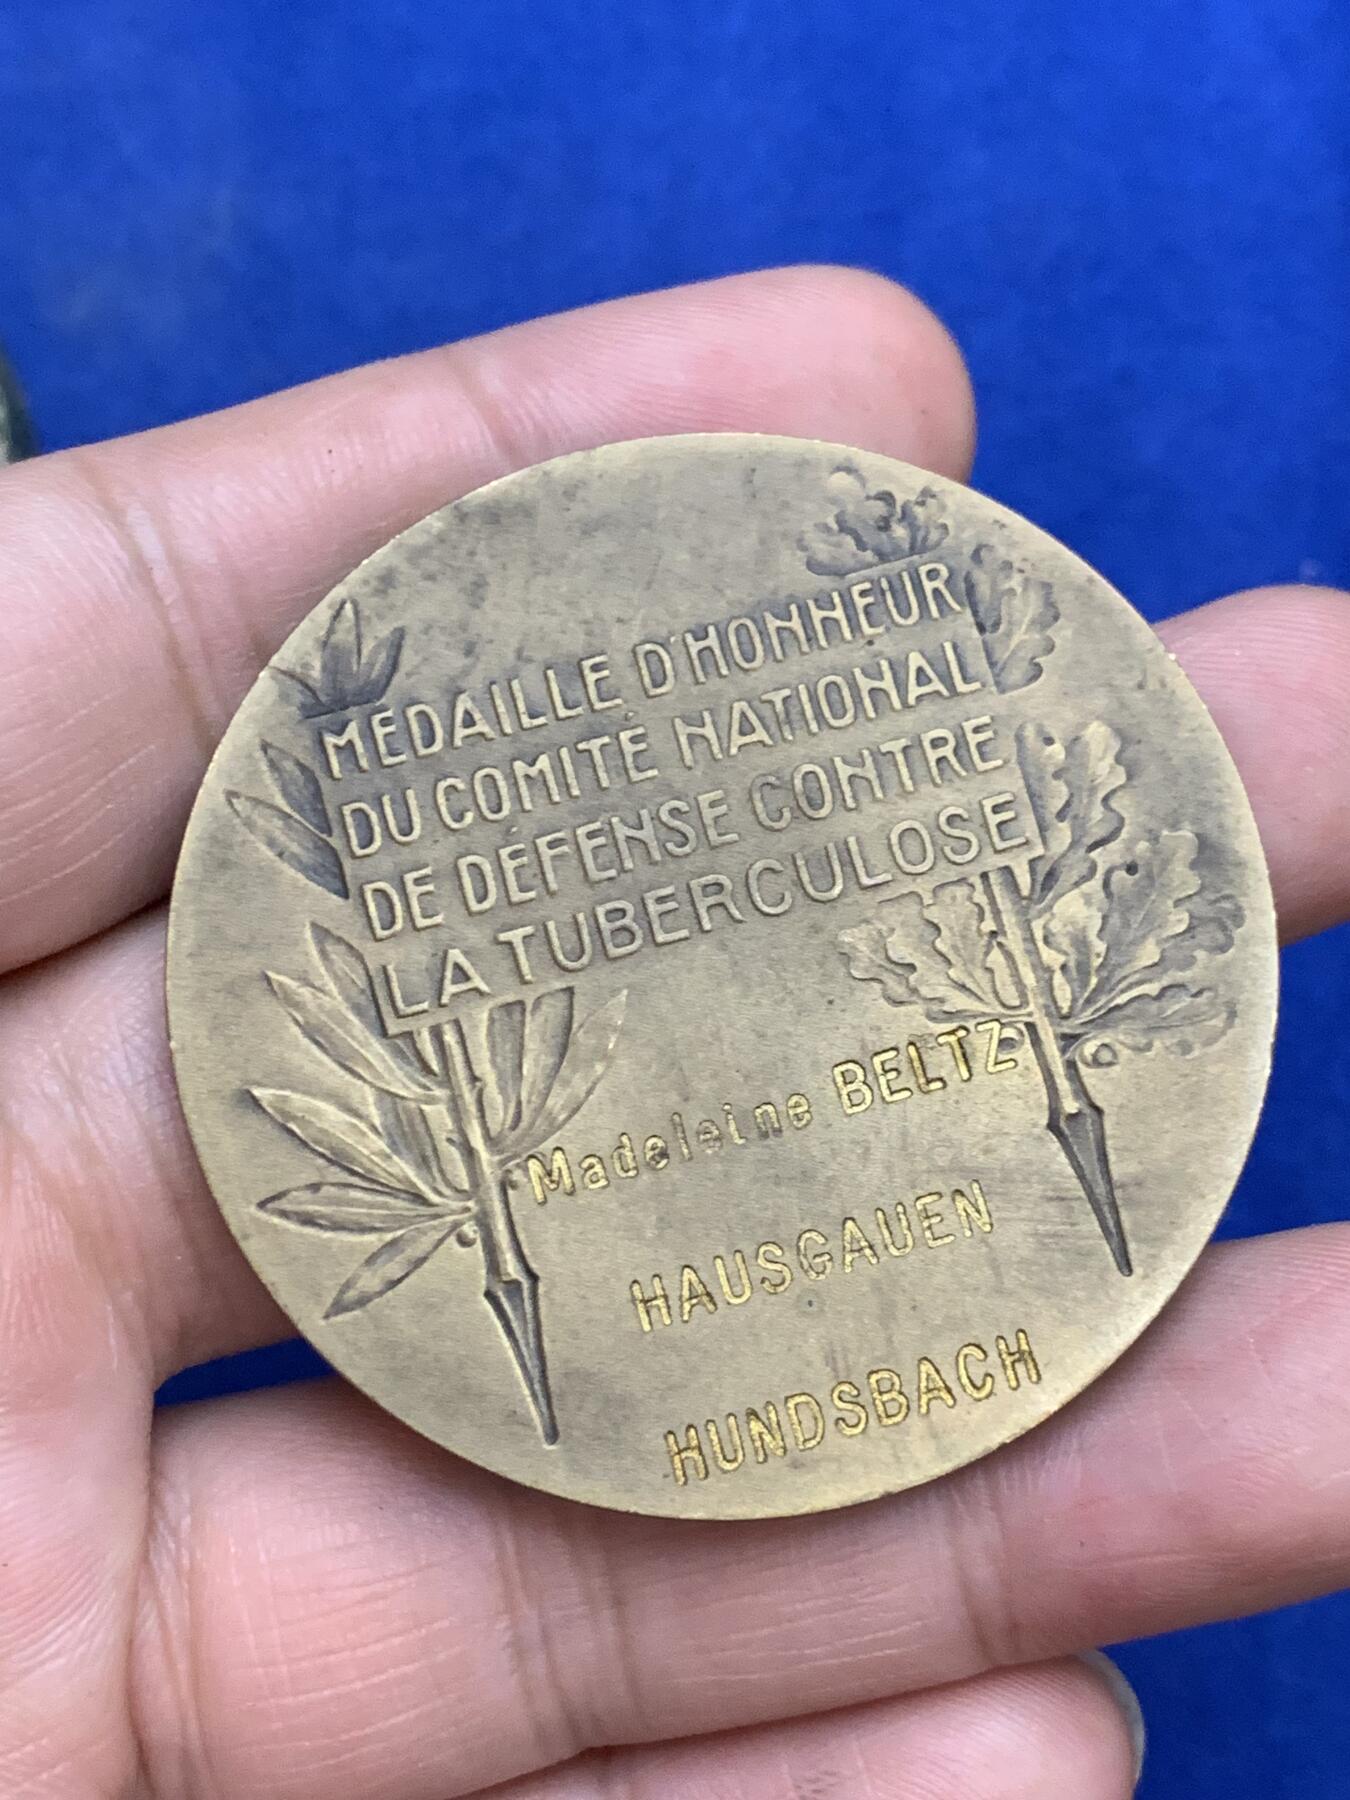 MÉDAILLE D'HONNEUR
DU COMITÉ NATIONAL
DE DÉFENSE CONTRE
LA TUBERCULOSE
Madeleine BELTZ
HAUSGAUEN
HUNDSBACH